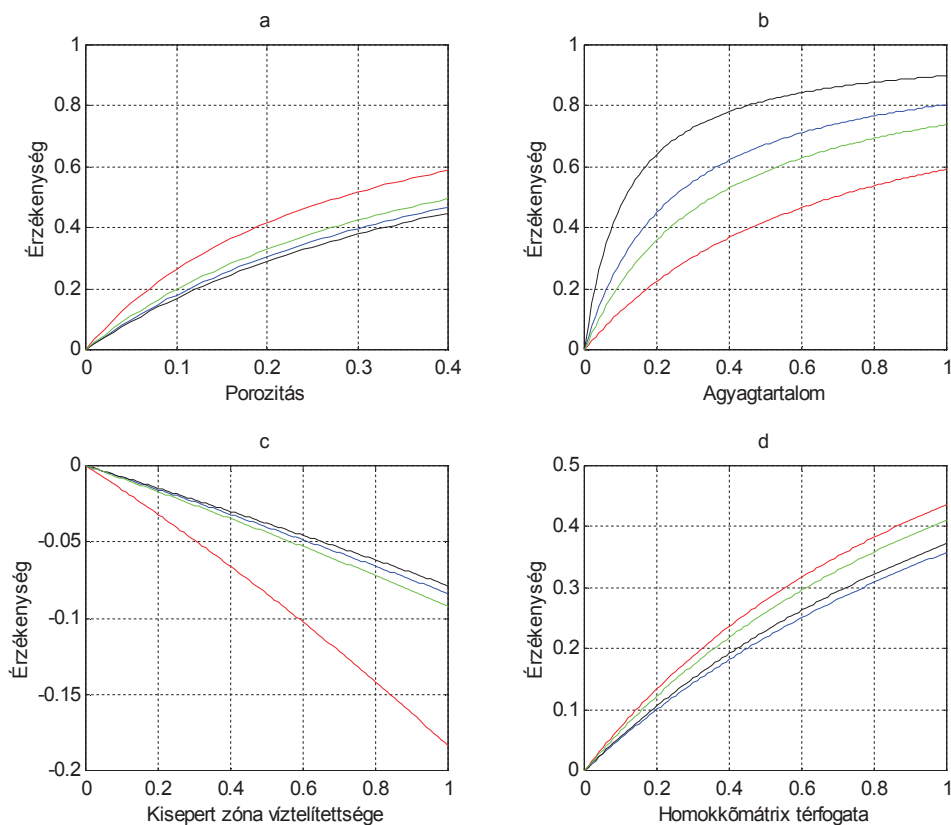 a
1
0.8
0.6
0.4
0.2
0
Érzékenység
0 0.1 0.2 0.3 0.4
Porozitás
b
1
0.8
0.6
0.4
0.2
0
Érzékenység
0 0.2 0.4 0.6 0.8 1
Agyagtartalom
c
0
-0.05
-0.1
-0.15
-0.2
Érzékenység
0 0.2 0.4 0.6 0.8 1
Kisepert zóna víztelítettsége
d
0.5
0.4
0.3
0.2
0.1
0
Érzékenység
0 0.2 0.4 0.6 0.8 1
Homokkõmátrix térfogata